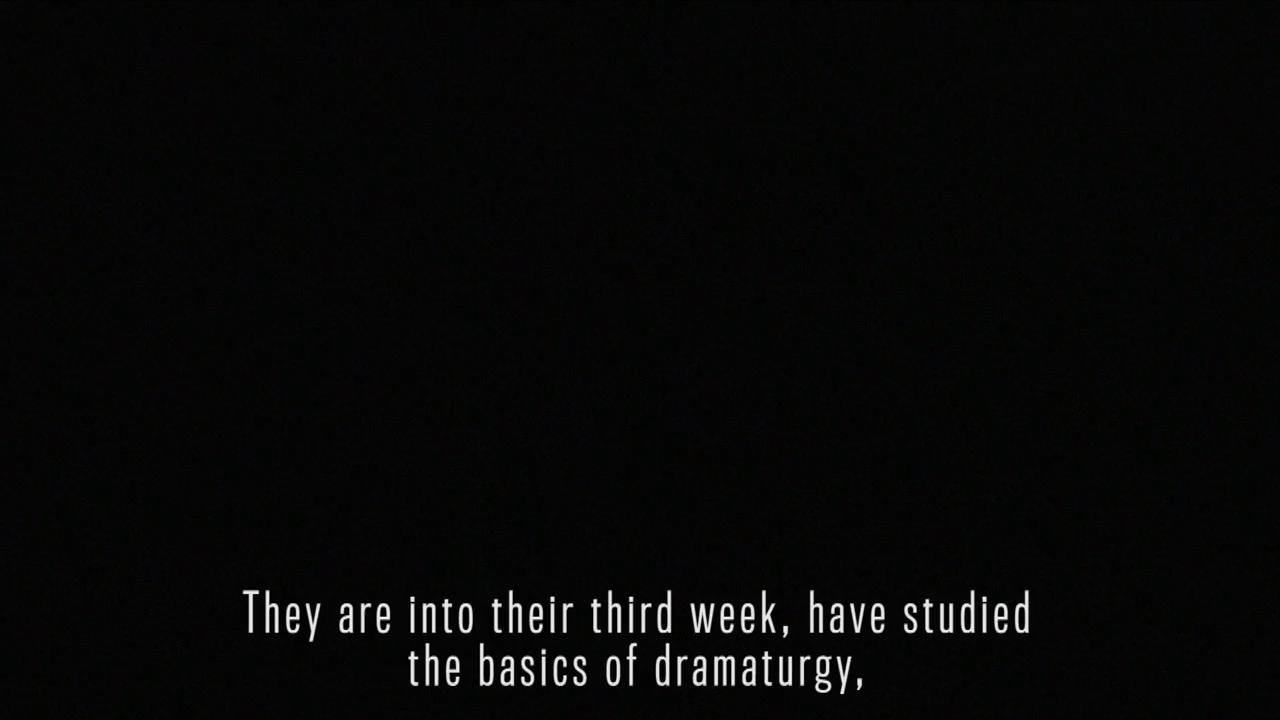 They are into their third week, have studied
the basics of dramaturgy,